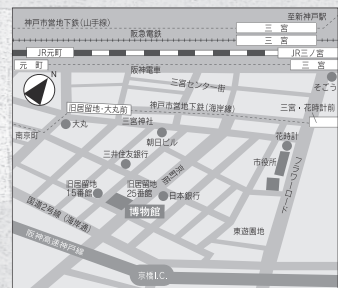 至新神戸駅
神戸市営地下鉄(山手線)
三 宮
阪急電鉄
三 宮
JR元町
JR三ノ宮
元 町
阪神電車
三 宮
N
三宮センター街
そごう
旧居留地・大丸前
神戸市営地下鉄(海岸線)
三宮・花時計前
南京町
大丸
三宮神社
朝日ビル
花時計
三井住友銀行
市役所
フラワーロード
京町筋
旧居留地
15番館
旧居留地
25番館
日本銀行
博物館
国道2号線(海岸通)
東遊園地
阪神高速神戸線
京橋I.C.